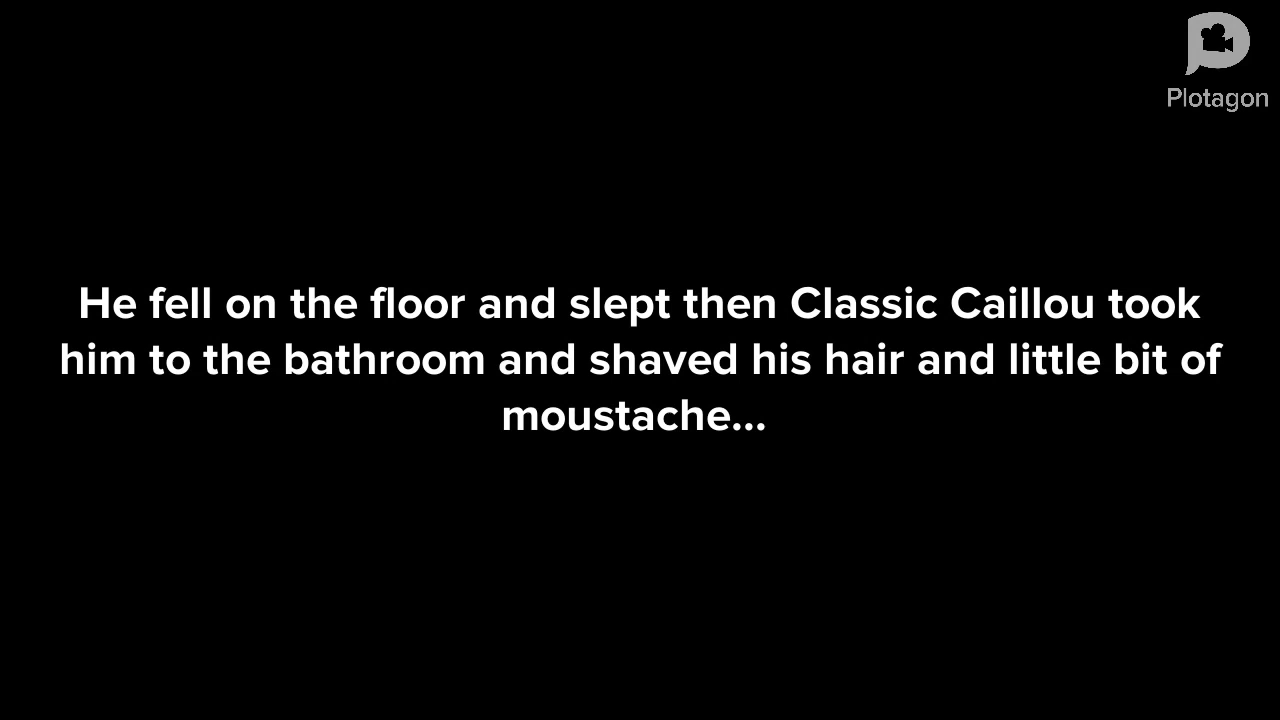 Plotagon
He fell on the floor and slept then Classic Caillou took
him to the bathroom and shaved his hair and little bit of
moustache...